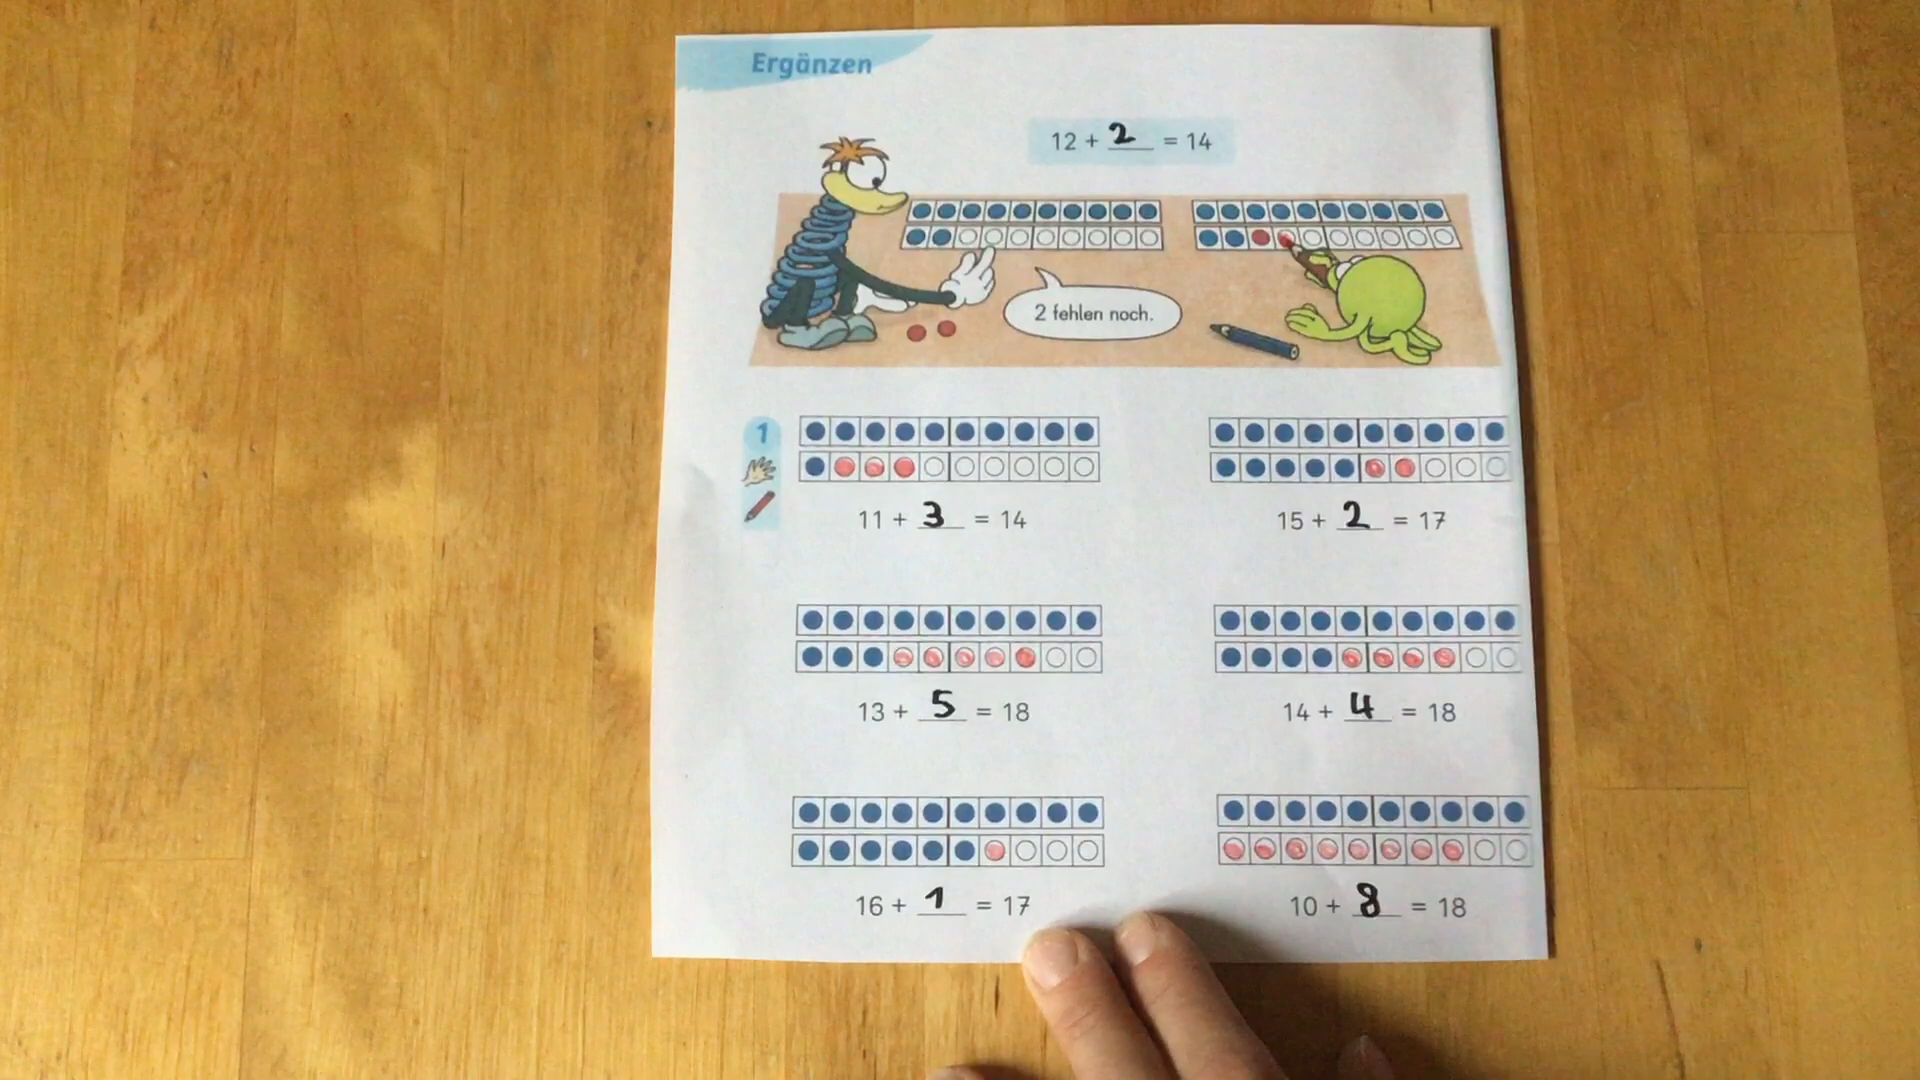 Ergänzen
12 + 2 = 14
2 fehlen noch.
1
11 + 3 = 14
15 + 2 = 17
13 + 5 = 18
14 + 4 = 18
16 + 1 = 17
10 + 8 = 18